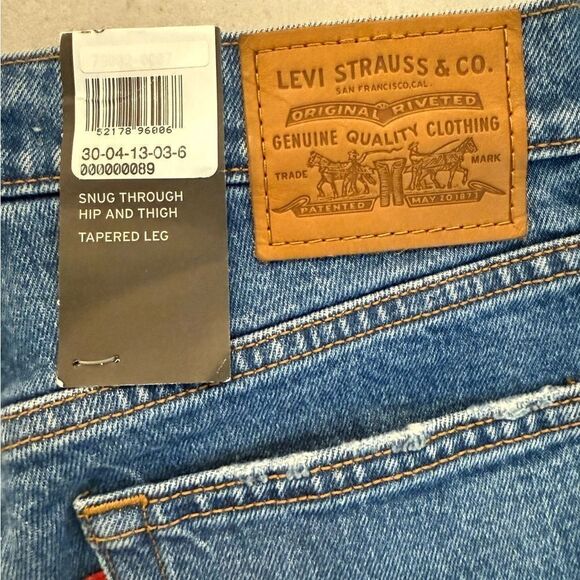 52178 96006
30-04-13-03-6
000000089
SNUG THROUGH
HIP AND THIGH
TAPERED LEG
LEVI STRAUSS & CO.
SAN FRANCISCO, CAL.
ORIGINAL RIVETED
GENUINE QUALITY CLOTHING
TRADE MARK
PATENTED MAY 20 1873